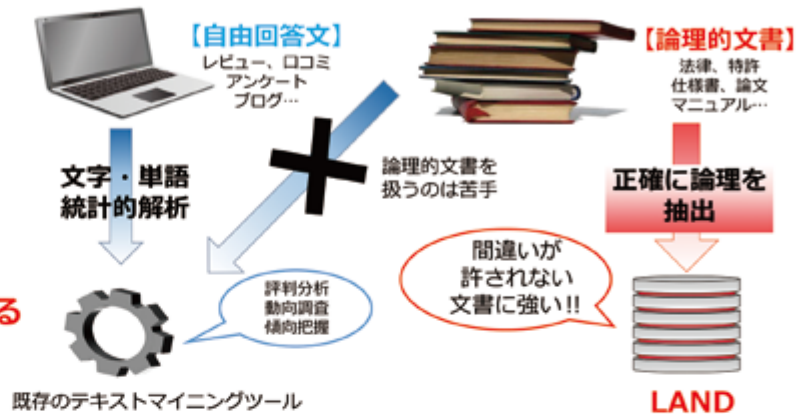 【自由回答文】
レビュー、口コミ
アンケート
ブログ…
【論理的文書】
法律、特許
仕様書、論文
マニュアル…
文字・単語
統計的解析
論理的文書を
扱うのは苦手
正確に論理を
抽出
間違いが
許されない
文書に強い!!
評判分析
動向調査
傾向把握
る
既存のテキストマイニングツール
LAND